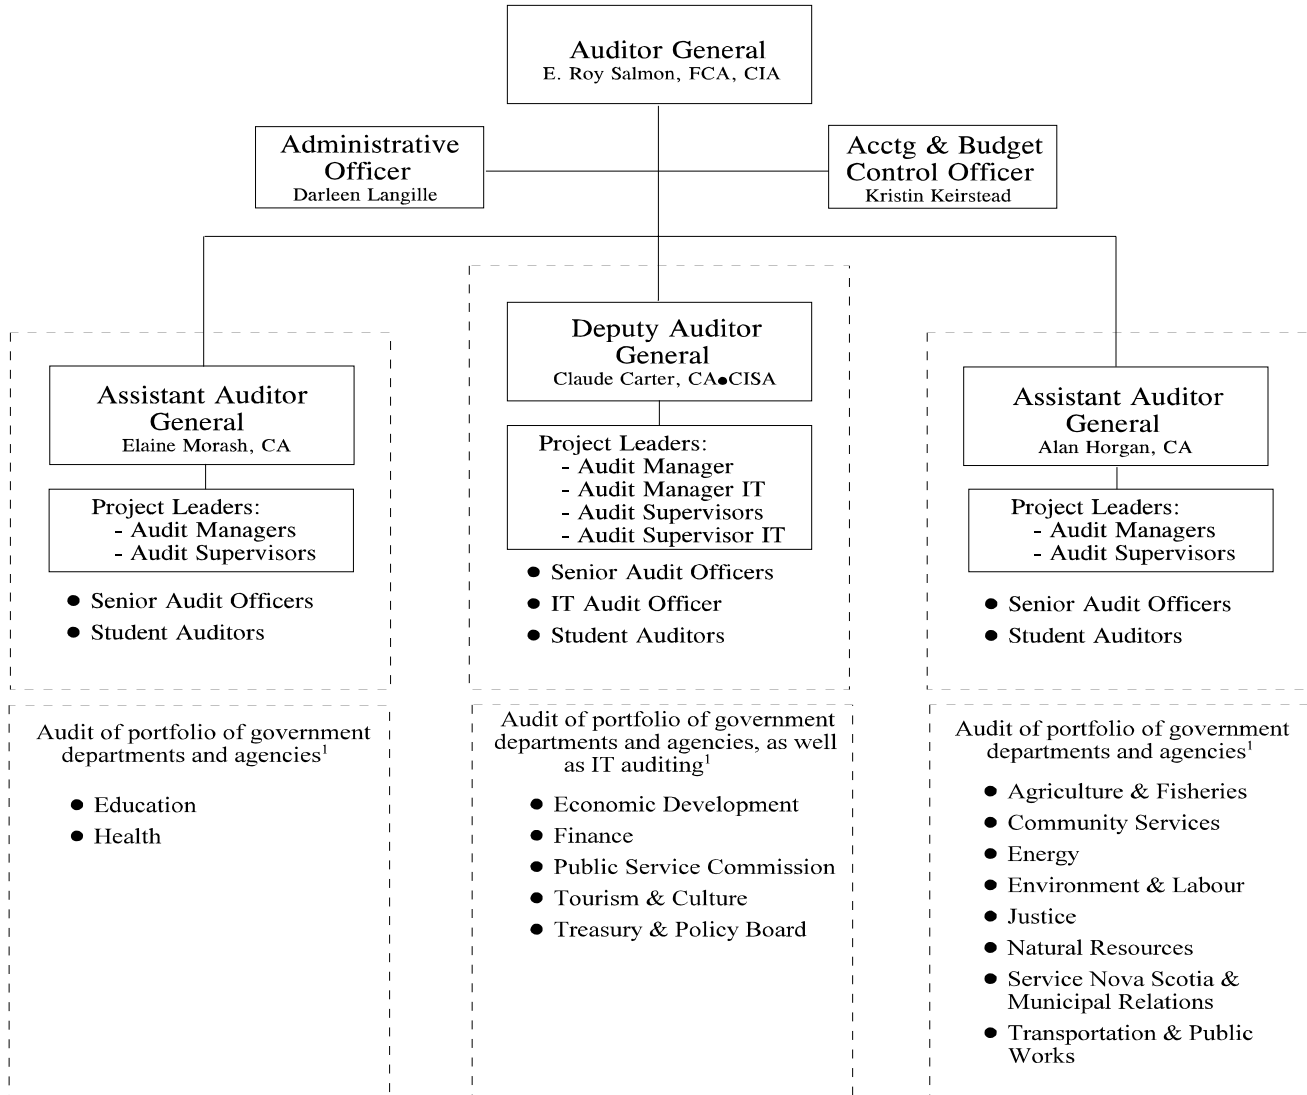 Auditor General
E. Roy Salmon, FCA, CIA
Administrative
Officer
Darleen Langille
Acctg & Budget
Control Officer
Kristin Keirstead
Assistant Auditor
General
Elaine Morash, CA
Project Leaders:
- Audit Managers
- Audit Supervisors
● Senior Audit Officers
● Student Auditors
Deputy Auditor
General
Claude Carter, CA●CISA
Project Leaders:
- Audit Manager
- Audit Manager IT
- Audit Supervisors
- Audit Supervisor IT
● Senior Audit Officers
● IT Audit Officer
● Student Auditors
Assistant Auditor
General
Alan Horgan, CA
Project Leaders:
- Audit Managers
- Audit Supervisors
● Senior Audit Officers
● Student Auditors
Audit of portfolio of government
departments and agencies¹
● Education
● Health
Audit of portfolio of government
departments and agencies, as well
as IT auditing¹
● Economic Development
● Finance
● Public Service Commission
● Tourism & Culture
● Treasury & Policy Board
Audit of portfolio of government
departments and agencies¹
● Agriculture & Fisheries
● Community Services
● Energy
● Environment & Labour
● Justice
● Natural Resources
● Service Nova Scotia &
Municipal Relations
● Transportation & Public
Works